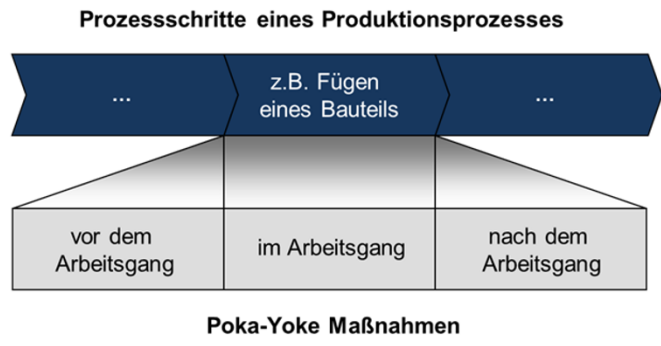 Prozessschritte eines Produktionsprozesses
...
z.B. Fügen
eines Bauteils
...
vor dem
Arbeitsgang
im Arbeitsgang
nach dem
Arbeitsgang
Poka-Yoke Maßnahmen